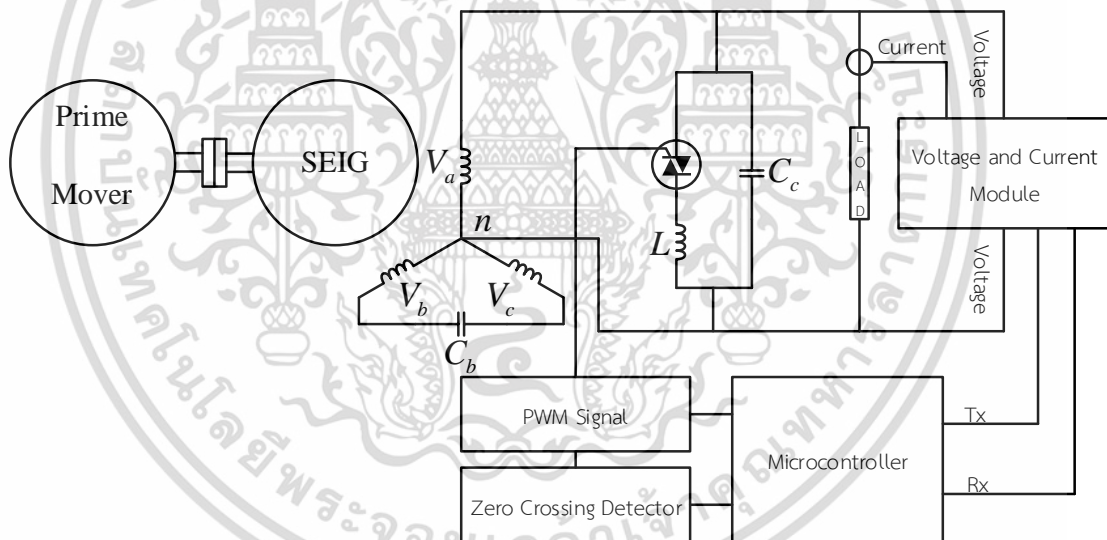 Prime
Mover
SEIG
V_a
n
V_b
V_c
C_b
L
C_c
Current
Voltage
LOAD
Voltage and Current
Module
Voltage
PWM Signal
Zero Crossing Detector
Microcontroller
Tx
Rx